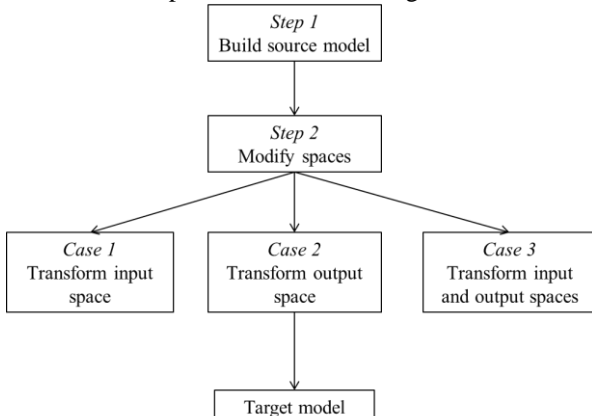 Step 1
Build source model
Step 2
Modify spaces
Case 1
Transform input
space
Case 2
Transform output
space
Case 3
Transform input
and output spaces
Target model